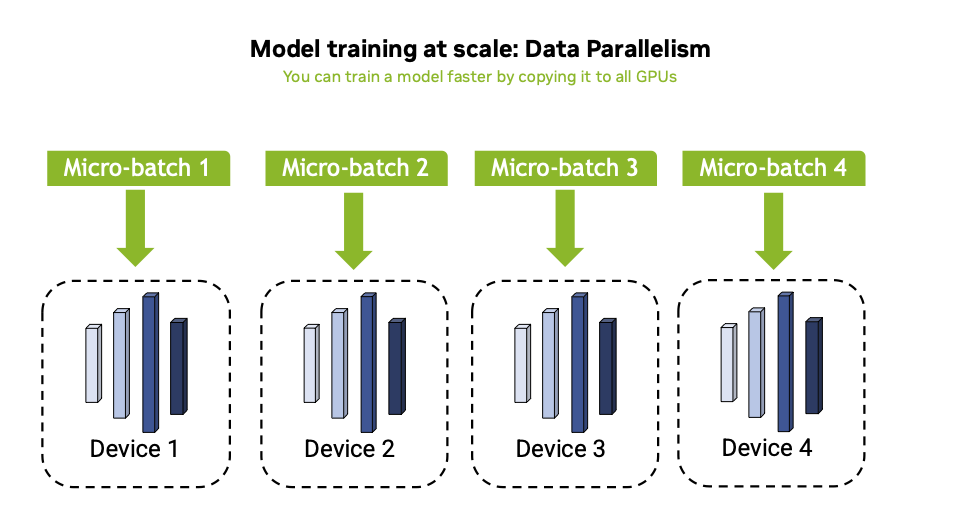 Model training at scale: Data Parallelism
You can train a model faster by copying it to all GPUs
Micro-batch 1
Micro-batch 2
Micro-batch 3
Micro-batch 4
Device 1
Device 2
Device 3
Device 4